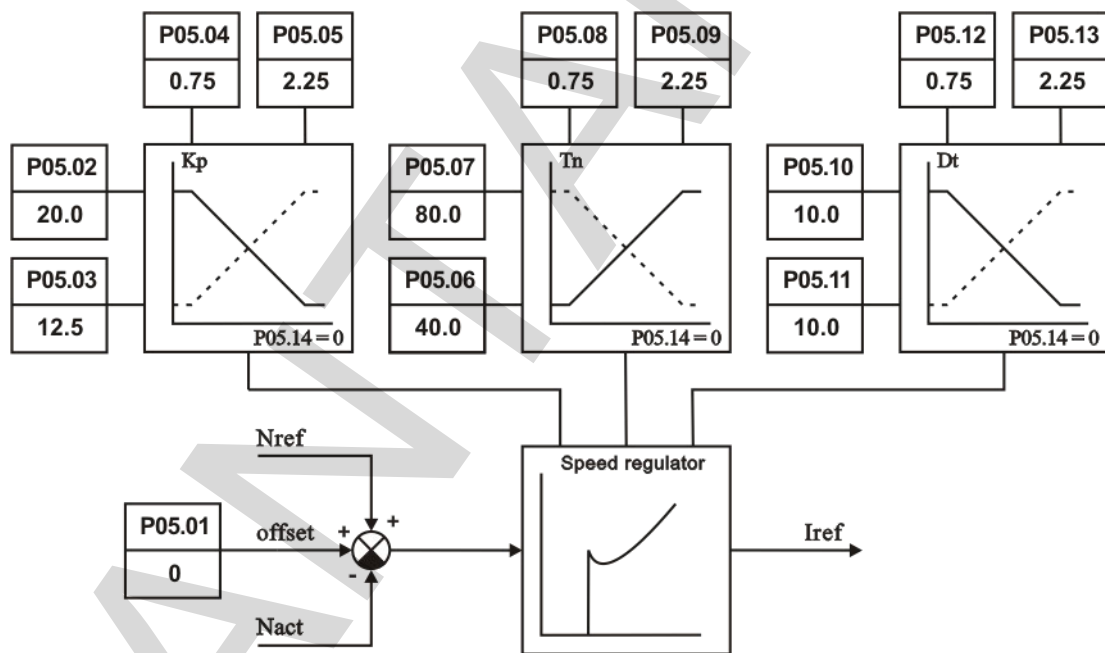 P05.04 P05.05 P05.08 P05.09 P05.12 P05.13
0.75 2.25 0.75 2.25 0.75 2.25
Kp Tn Dt
P05.02 P05.07 P05.10
20.0 80.0 10.0
P05.03 P05.06 P05.11
12.5 40.0 10.0
P05.14 = 0 P05.14 = 0 P05.14 = 0
Nref
Speed regulator
P05.01 offset + +
0
-
Iref
Nact